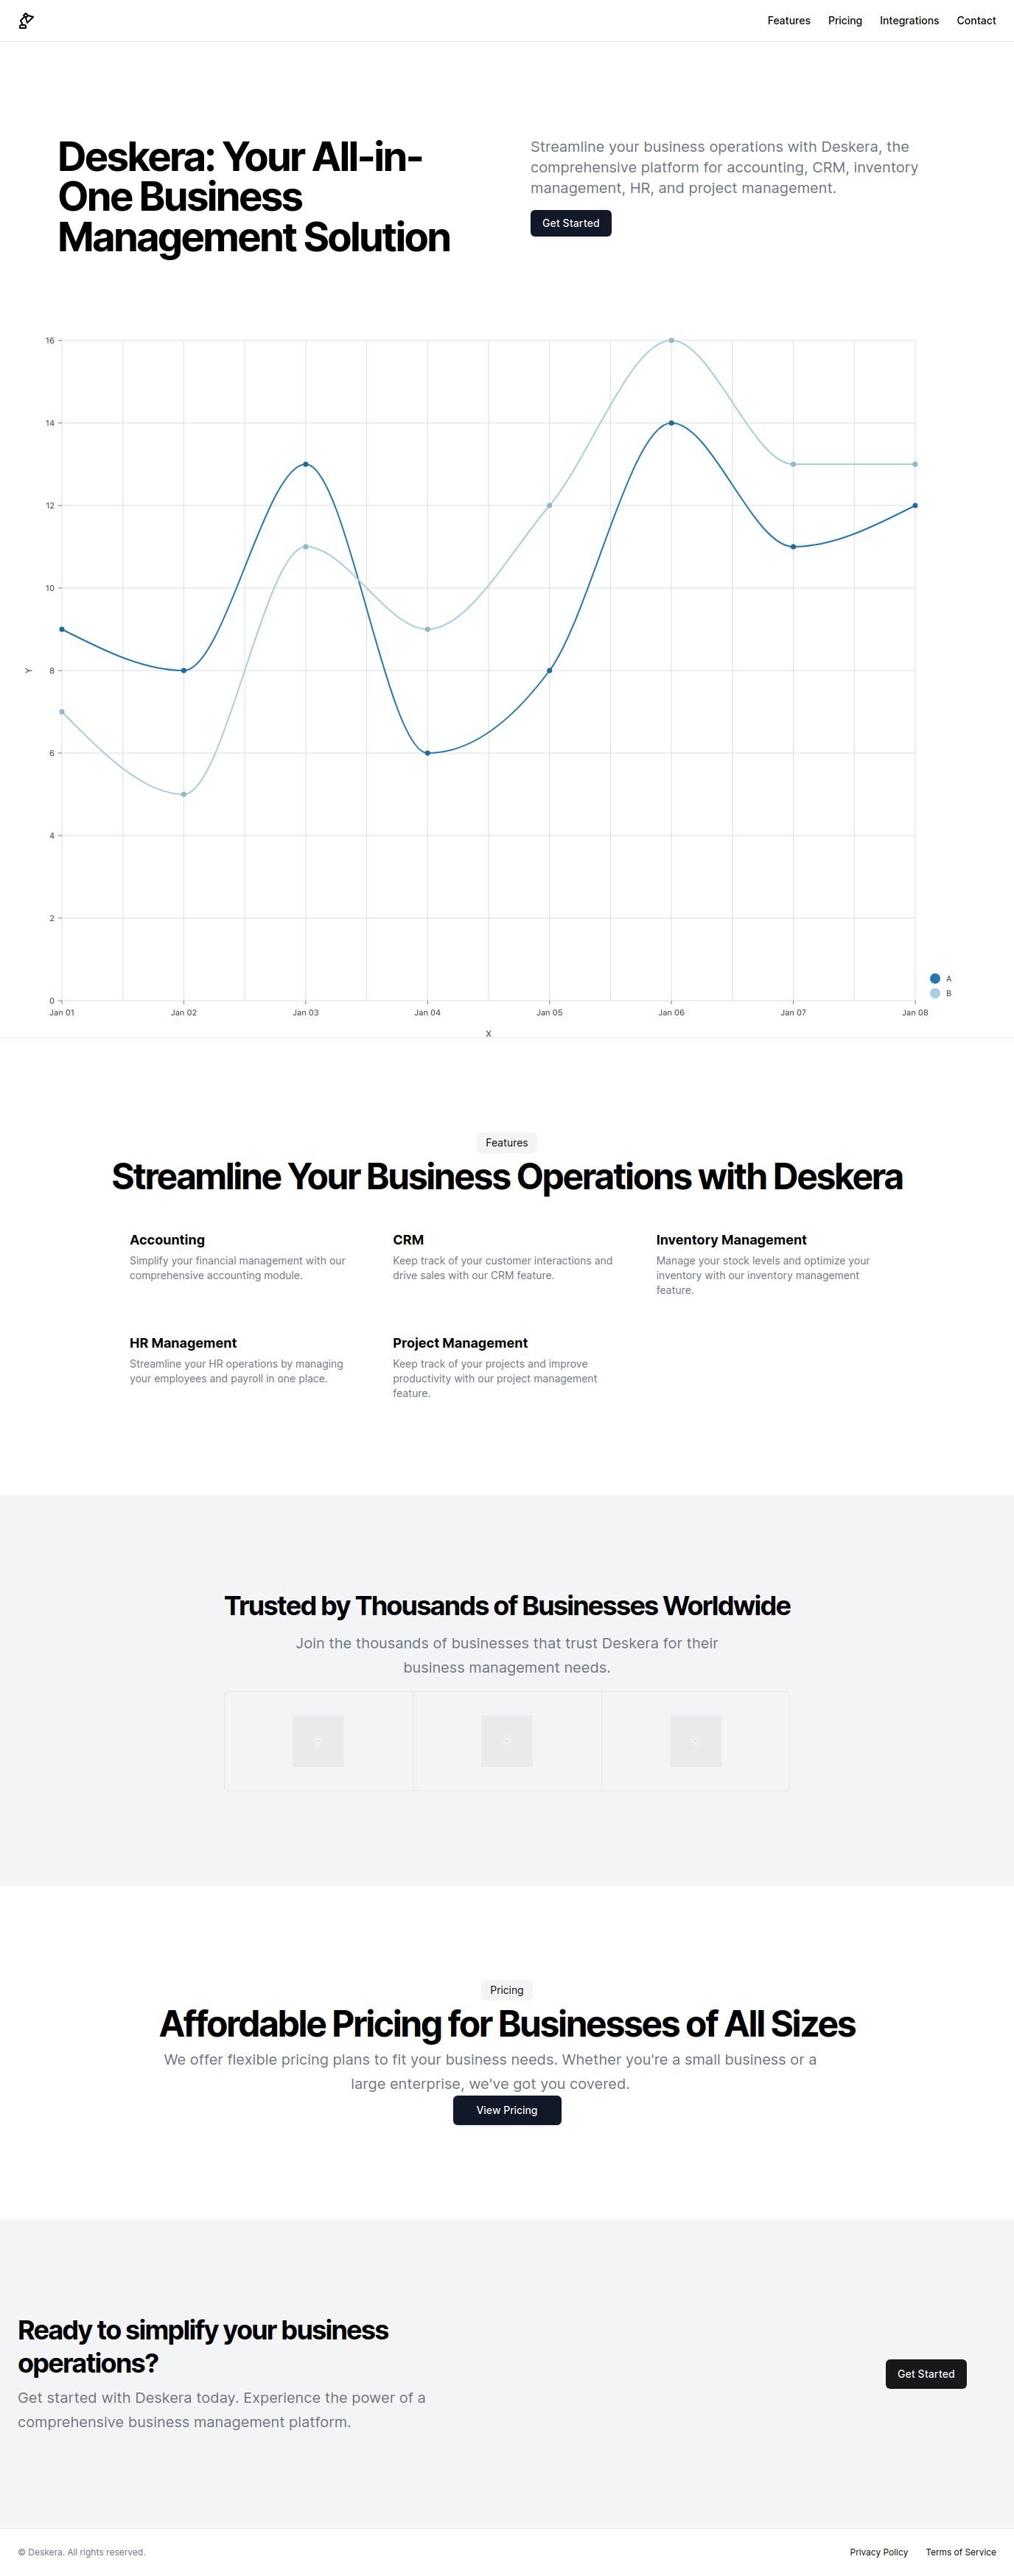 Features Pricing Integrations Contact
Deskera: Your All-in-
One Business
Management Solution
Streamline your business operations with Deskera, the
comprehensive platform for accounting, CRM, inventory
management, HR, and project management.
Get Started
16
14
12
10
8
6
4
2
0
Y
Jan 01 Jan 02 Jan 03 Jan 04 Jan 05 Jan 06 Jan 07 Jan 08
X
A
B
Features
Streamline Your Business Operations with Deskera
Accounting
Simplify your financial management with our
comprehensive accounting module.
CRM
Keep track of your customer interactions and
drive sales with our CRM feature.
Inventory Management
Manage your stock levels and optimize your
inventory with our inventory management
feature.
HR Management
Streamline your HR operations by managing
your employees and payroll in one place.
Project Management
Keep track of your projects and improve
productivity with our project management
feature.
Trusted by Thousands of Businesses Worldwide
Join the thousands of businesses that trust Deskera for their
business management needs.
Pricing
Affordable Pricing for Businesses of All Sizes
We offer flexible pricing plans to fit your business needs. Whether you're a small business or a
large enterprise, we've got you covered.
View Pricing
Ready to simplify your business
operations?
Get started with Deskera today. Experience the power of a
comprehensive business management platform.
Get Started
© Deskera. All rights reserved.
Privacy Policy Terms of Service